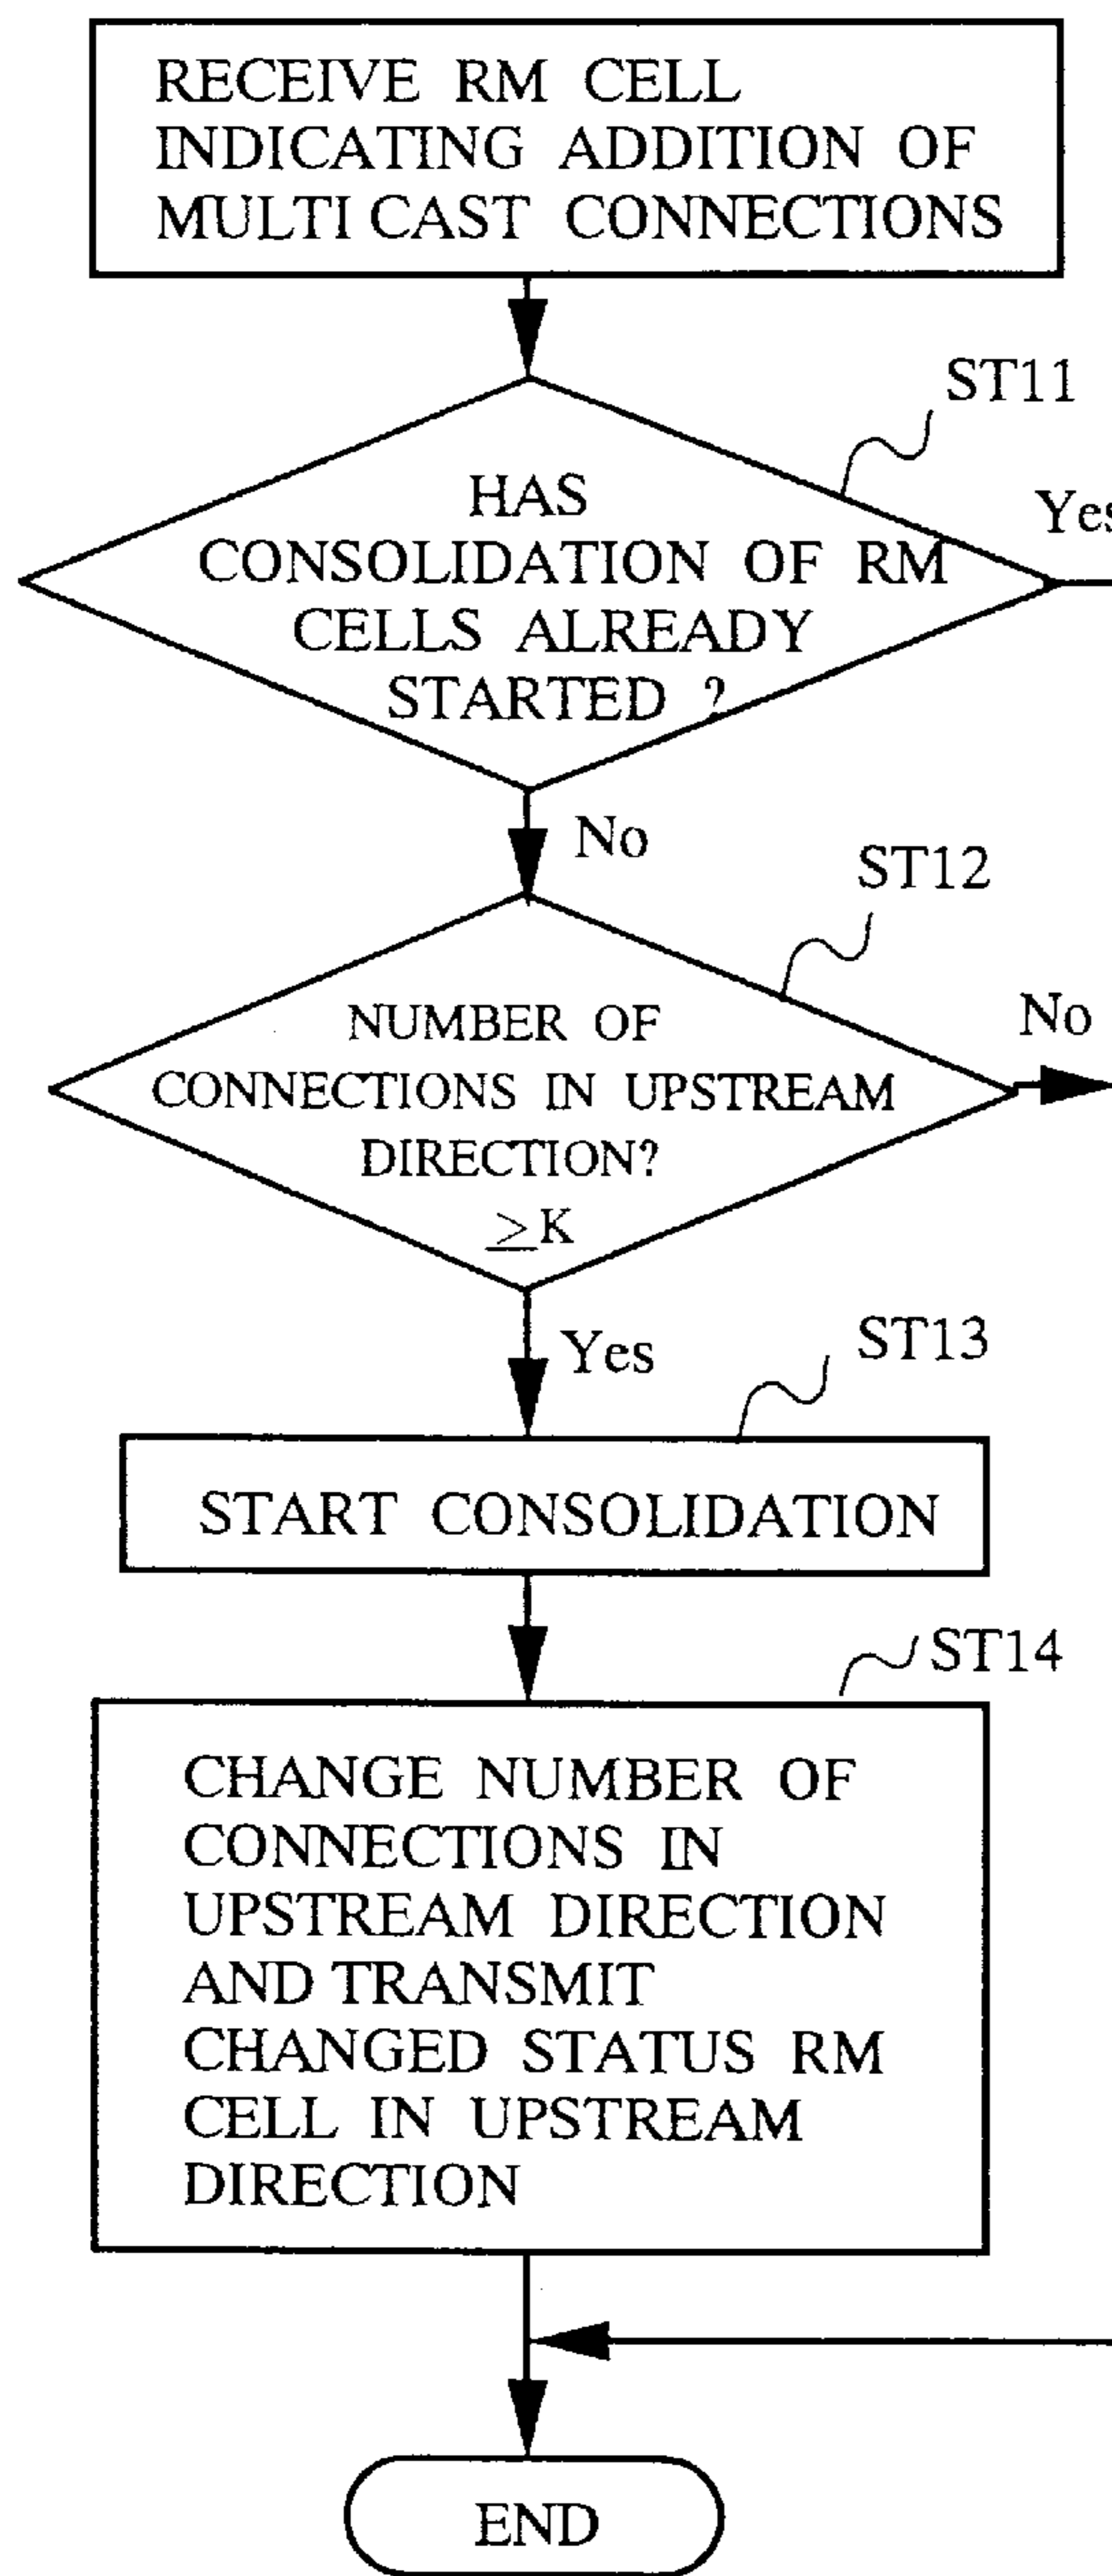 RECEIVE RM CELL
INDICATING ADDITION OF
MULTI CAST CONNECTIONS
ST11
HAS
CONSOLIDATION OF RM
CELLS ALREADY
STARTED ?
Yes
No
ST12
NUMBER OF
CONNECTIONS IN UPSTREAM
DIRECTION?
≥K
No
Yes
ST13
START CONSOLIDATION
ST14
CHANGE NUMBER OF
CONNECTIONS IN
UPSTREAM DIRECTION
AND TRANSMIT
CHANGED STATUS RM
CELL IN UPSTREAM
DIRECTION
END